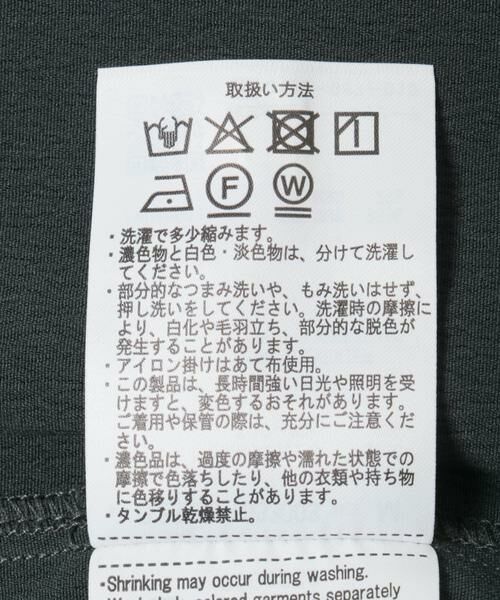 取扱い方法
F
W
・洗濯で多少縮みます。
・濃色物と白色・淡色物は、分けて洗濯し
てください。
・部分的なつまみ洗いや、もみ洗いはせず、
押し洗いをしてください。洗濯時の摩擦に
より、白化や毛羽立ち、部分的な脱色が
発生することがあります。
・アイロン掛けはあて布使用。
・この製品は、長時間強い日光や照明を受
けますと、変色するおそれがあります。
ご着用や保管の際は、充分にご注意くだ
さい。
・濃色品は、過度の摩擦や濡れた状態での
摩擦で色落ちしたり、他の衣類や持ち物
に色移りすることがあります。
・タンブル乾燥禁止。
・Shrinking may occur during washing.
colored garments separately